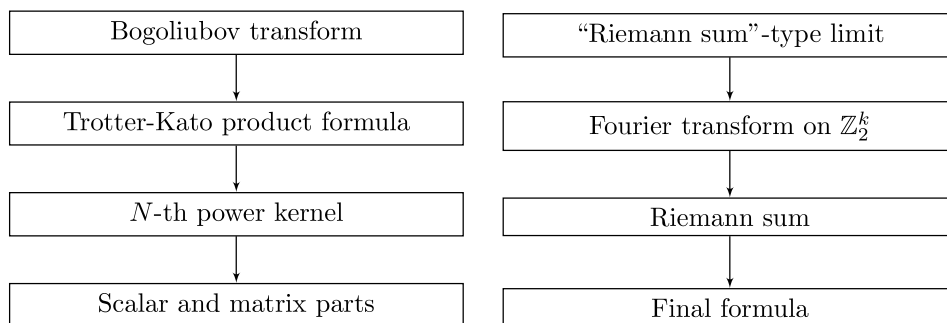 Bogoliubov transform
Trotter-Kato product formula
N-th power kernel
Scalar and matrix parts
“Riemann sum”-type limit
Fourier transform on ℤ₂ᵏ
Riemann sum
Final formula